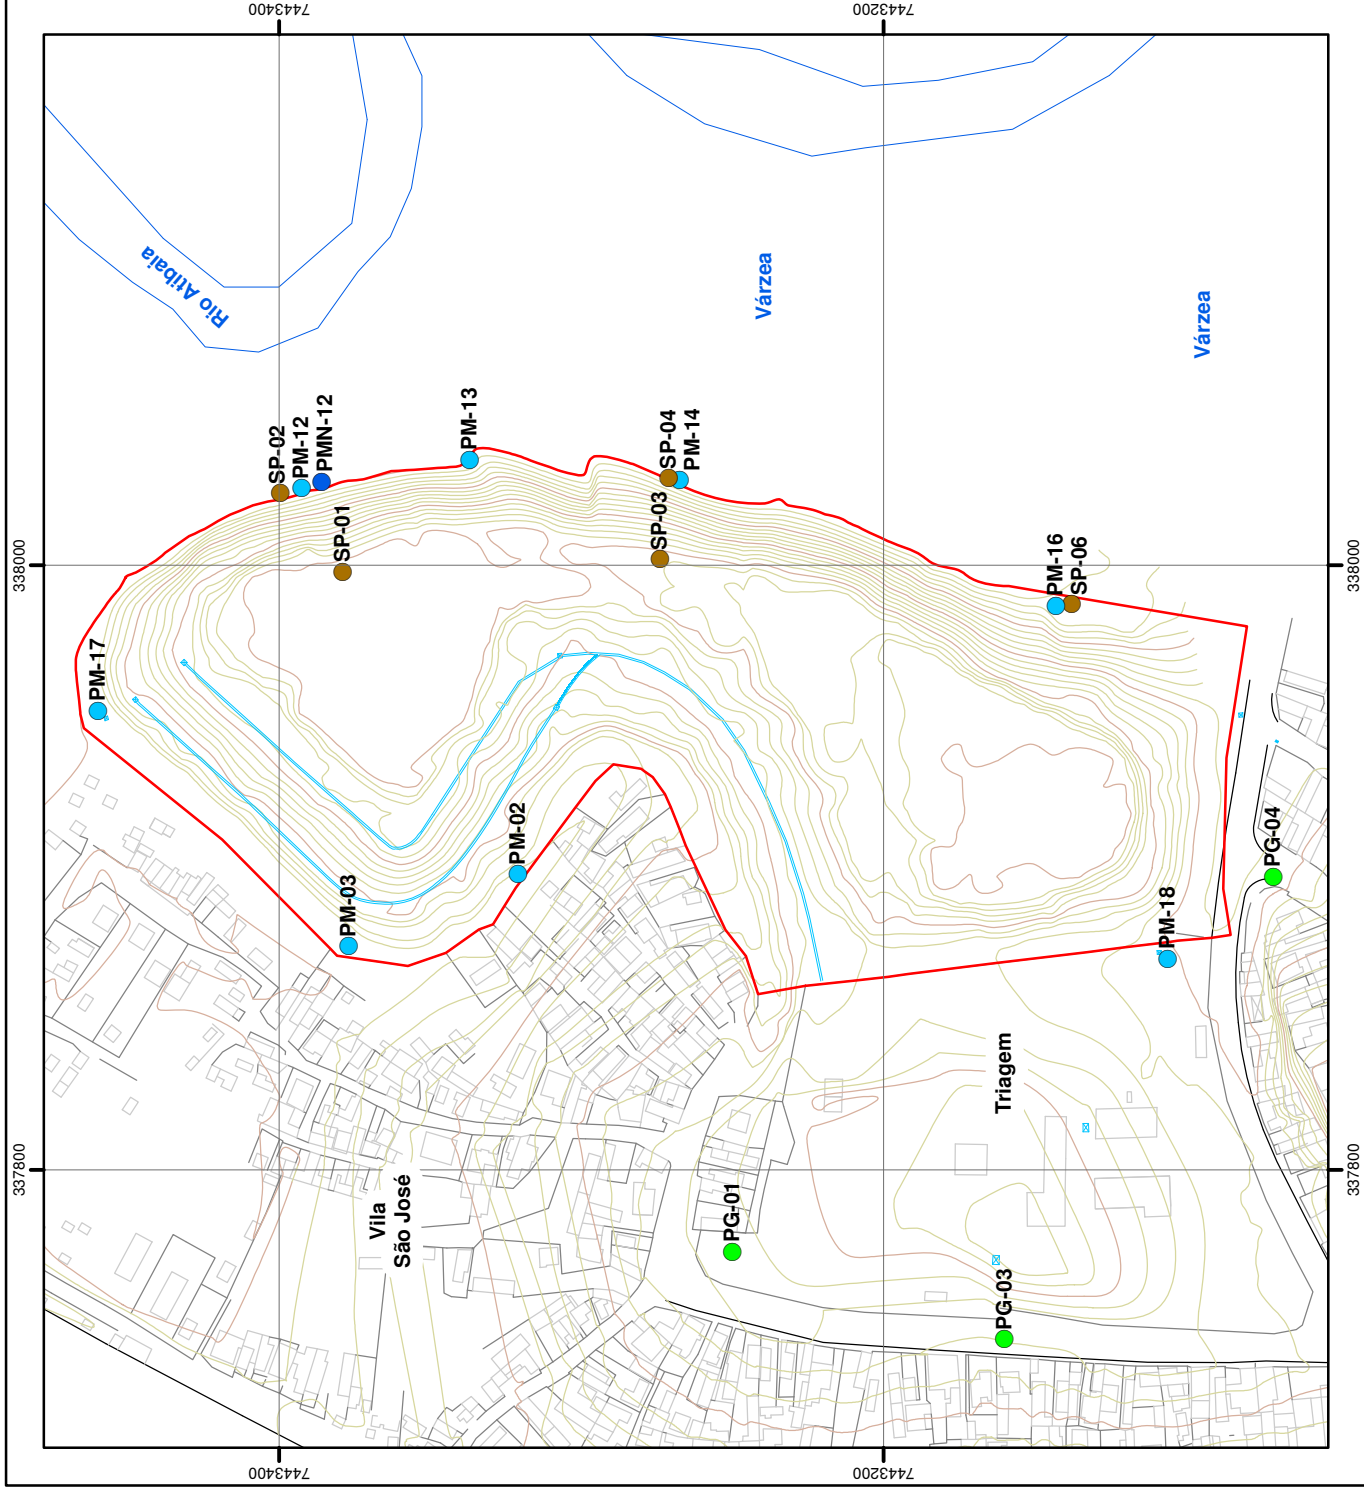 7443400
7443200
Rio Atibaia
Várzea
Várzea
SP-02
PM-12
PMN-12
PM-13
SP-04
PM-14
SP-01
SP-03
338000
338000
PM-16
SP-06
PM-17
PM-02
PG-04
PM-03
PM-18
Triagem
337800
337800
Vila
São José
PG-01
PG-03
7443400
7443200